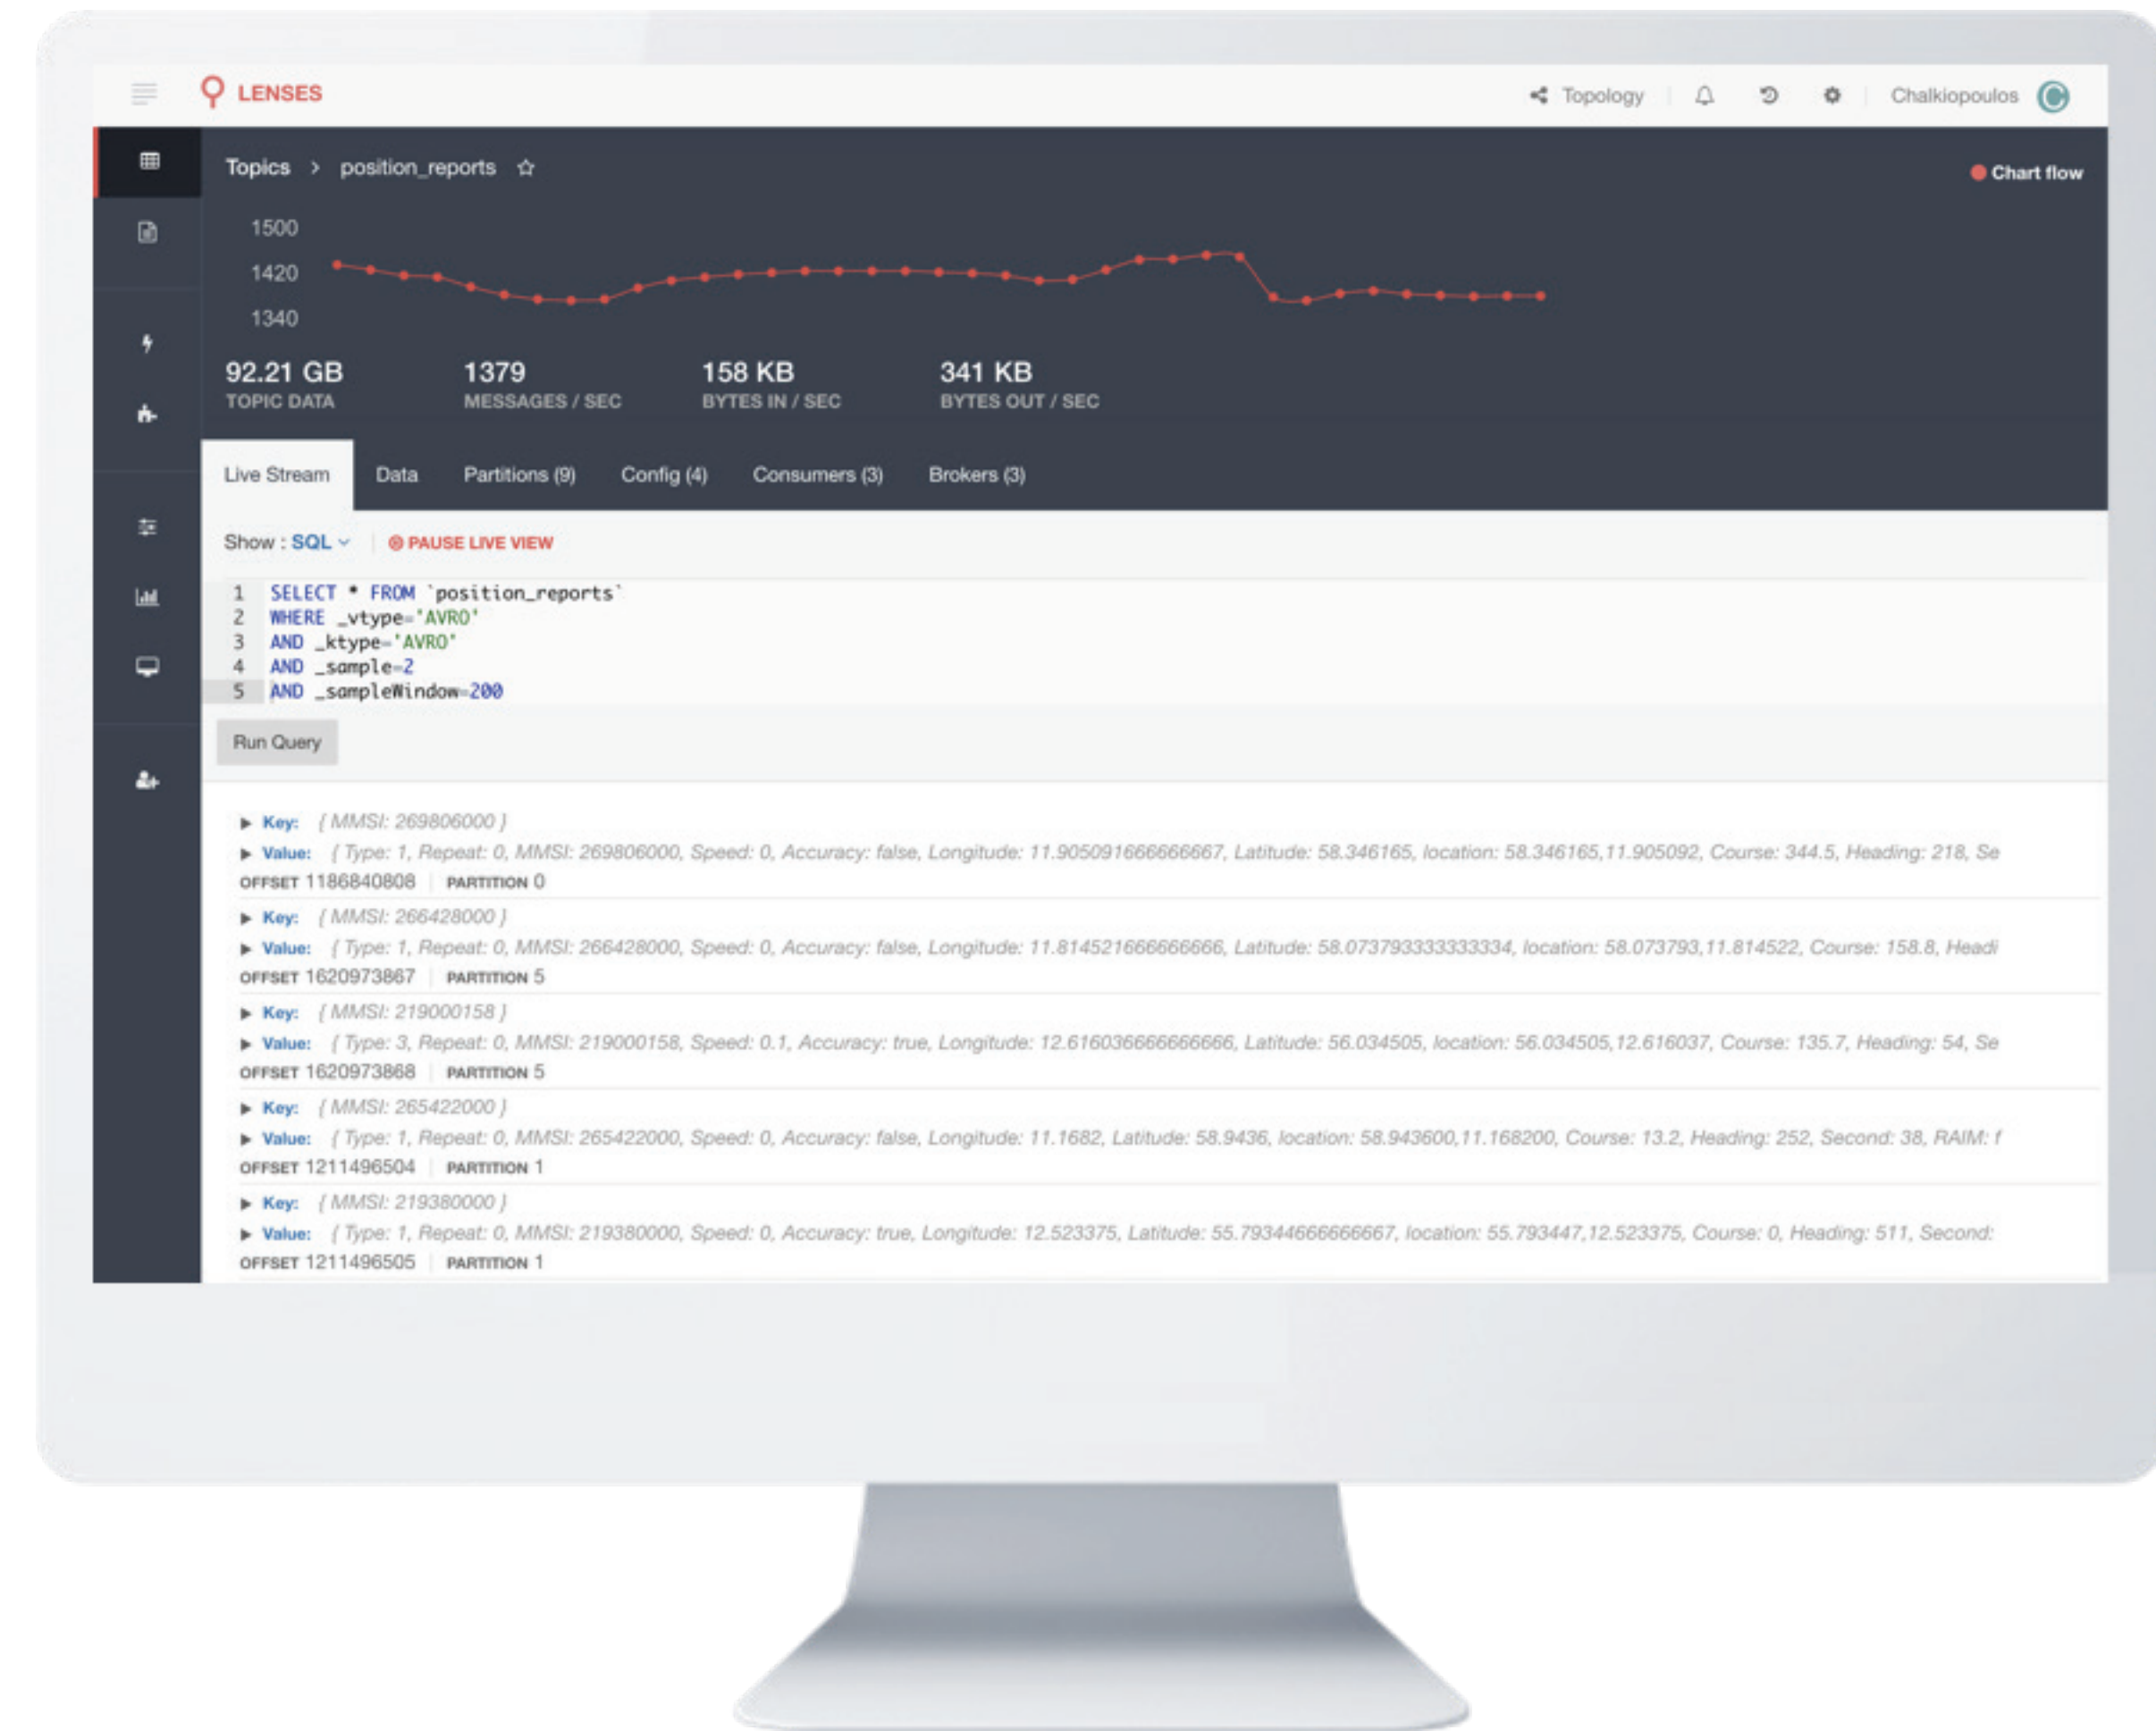 LENSES
Topology
Chalkiopoulos
Topics > position_reports
Chart flow
1500
1420
1340
92.21 GB 1379 158 KB 341 KB
TOPIC DATA MESSAGES / SEC BYTES IN / SEC BYTES OUT / SEC
Live Stream Data Partitions (9) Config (4) Consumers (3) Brokers (3)
Show : SQL PAUSE LIVE VIEW
1 SELECT * FROM `position_reports`
2 WHERE _vtype='AVRO'
3 AND _ktype='AVRO'
4 AND _sample=2
5 AND _sampleWindow=200
Run Query
Key: { MMSI: 269806000 }
Value: { Type: 1, Repeat: 0, MMSI: 269806000, Speed: 0, Accuracy: false, Longitude: 11.905091666666667, Latitude: 58.346165, location: 58.346165,11.905092, Course: 344.5, Heading: 218, Se
OFFSET 1186840808 PARTITION 0
Key: { MMSI: 266428000 }
Value: { Type: 1, Repeat: 0, MMSI: 266428000, Speed: 0, Accuracy: false, Longitude: 11.814521666666666, Latitude: 58.073793333333334, location: 58.073793,11.814522, Course: 158.8, Headi
OFFSET 1620973867 PARTITION 5
Key: { MMSI: 219000158 }
Value: { Type: 3, Repeat: 0, MMSI: 219000158, Speed: 0.1, Accuracy: true, Longitude: 12.616036666666666, Latitude: 56.034505, location: 56.034505,12.616037, Course: 135.7, Heading: 54, Se
OFFSET 1620973868 PARTITION 5
Key: { MMSI: 265422000 }
Value: { Type: 1, Repeat: 0, MMSI: 265422000, Speed: 0, Accuracy: false, Longitude: 11.1682, Latitude: 58.9436, location: 58.943600,11.168200, Course: 13.2, Heading: 252, Second: 38, RAIM: f
OFFSET 1211496504 PARTITION 1
Key: { MMSI: 219380000 }
Value: { Type: 1, Repeat: 0, MMSI: 219380000, Speed: 0, Accuracy: true, Longitude: 12.523375, Latitude: 55.79344666666667, location: 55.793447,12.523375, Course: 0, Heading: 511, Second:
OFFSET 1211496505 PARTITION 1